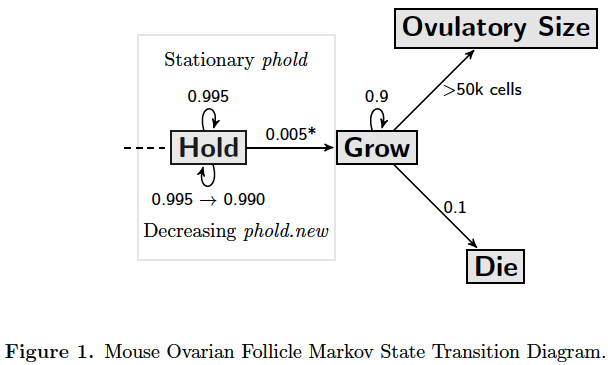 Ovulatory Size
Stationary phold
>50k cells
0.995
0.9
0.005*
Hold
Grow
0.995 → 0.990
0.1
Decreasing phold.new
Die
Figure 1. Mouse Ovarian Follicle Markov State Transition Diagram.